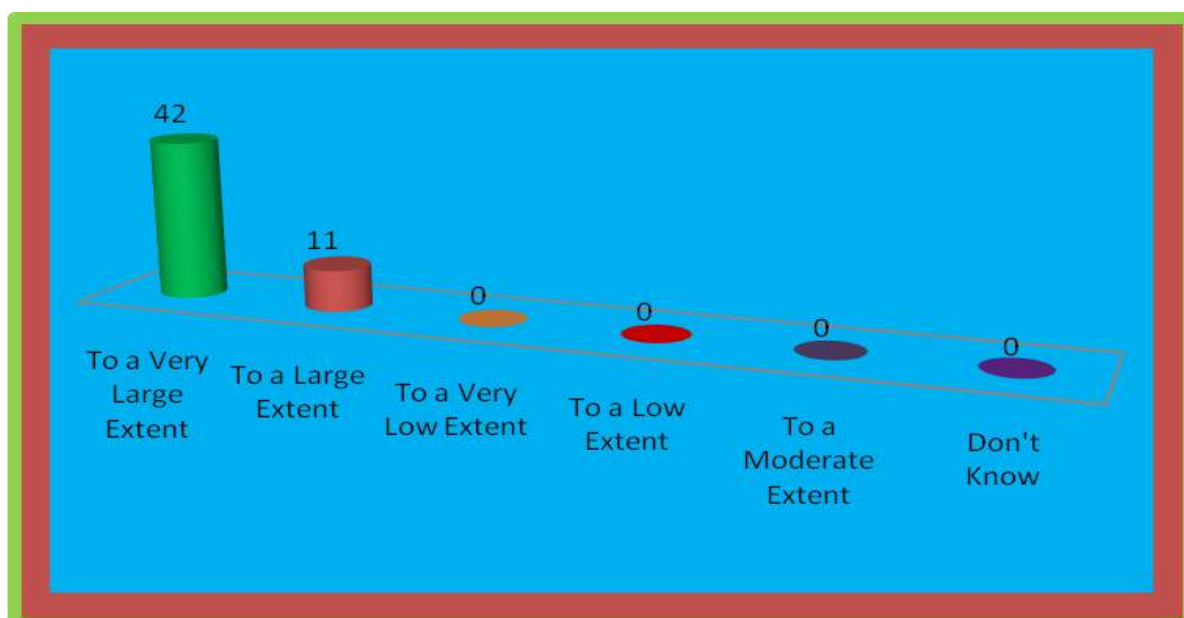 42
11
0
0
0
0
To a Very
Large
Extent
To a Large
Extent
To a Very
Low Extent
To a Low
Extent
To a
Moderate
Extent
Don't
Know